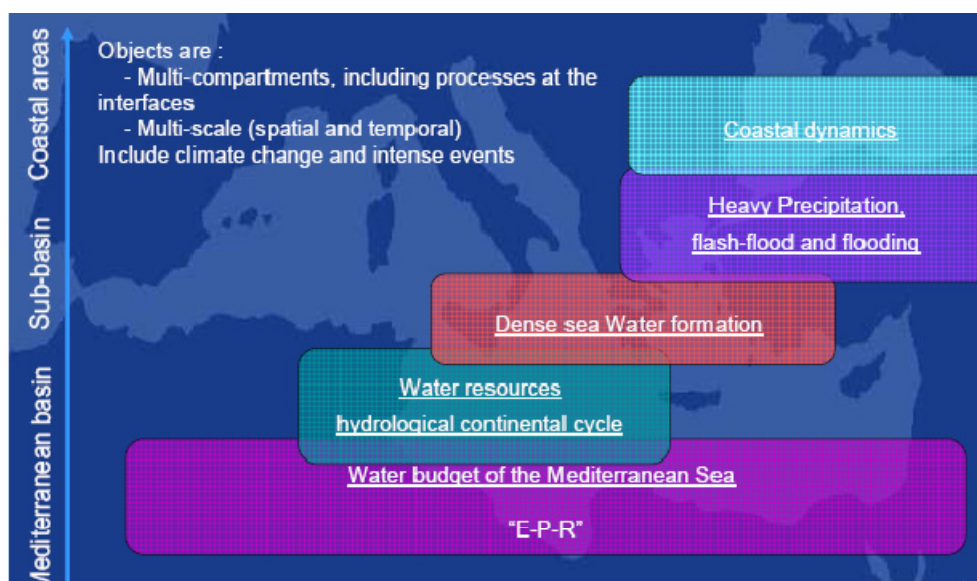 Objects are :
- Multi-compartments, including processes at the
interfaces
- Multi-scale (spatial and temporal)
Include climate change and intense events
Coastal areas
Sub-basin
Mediterranean basin
Coastal dynamics
Heavy Precipitation,
flash-flood and flooding
Dense sea Water formation
Water resources
hydrological continental cycle
Water budget of the Mediterranean Sea
“E-P-R”